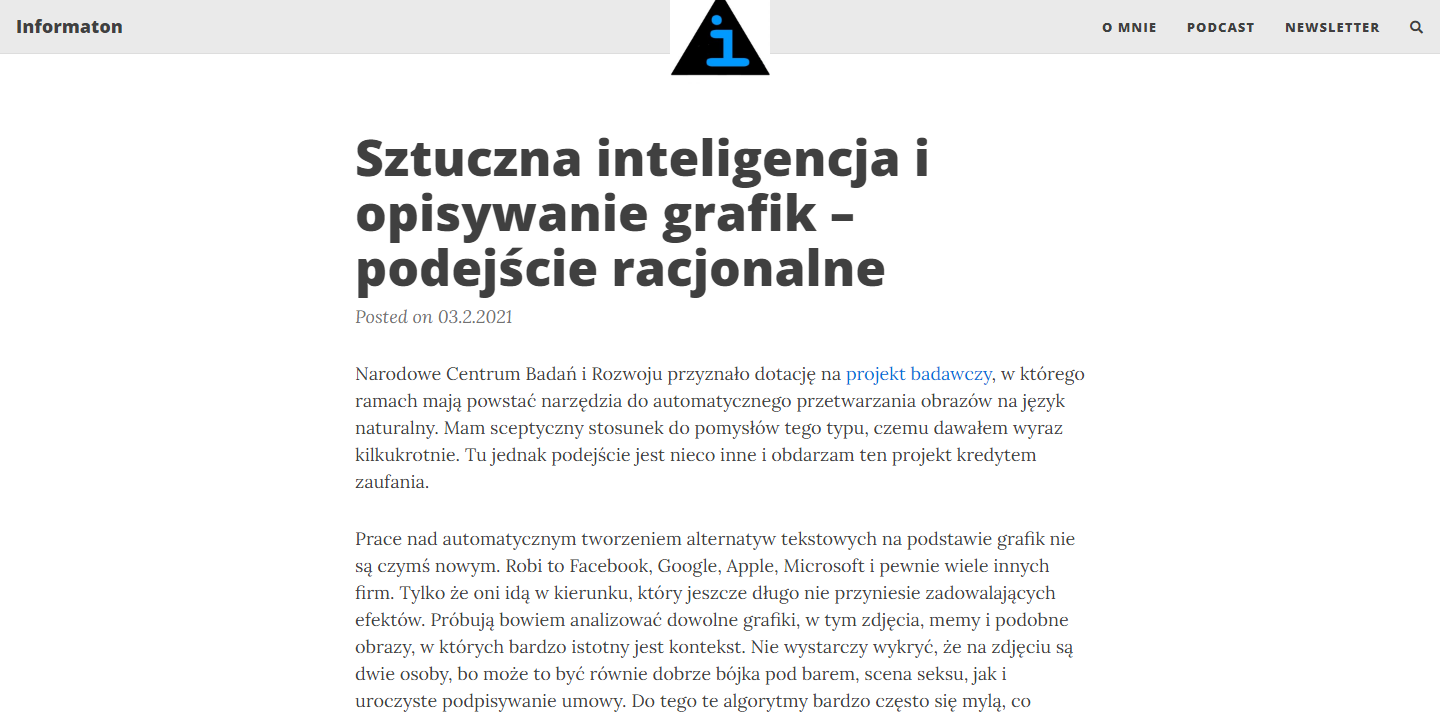 Informaton
i
O MNIE
PODCAST
NEWSLETTER
Sztuczna inteligencja i
opisywanie grafik –
podejście racjonalne
Posted on 03.2.2021
Narodowe Centrum Badań i Rozwoju przyznało dotację na projekt badawczy, w którego
ramach mają powstać narzędzia do automatycznego przetwarzania obrazów na język
naturalny. Mam sceptyczny stosunek do pomysłów tego typu, czemu dawałem wyraz
kilkukrotnie. Tu jednak podejście jest nieco inne i obdarzam ten projekt kredytem
zaufania.
Prace nad automatycznym tworzeniem alternatyw tekstowych na podstawie grafik nie
są czymś nowym. Robi to Facebook, Google, Apple, Microsoft i pewnie wiele innych
firm. Tylko że oni idą w kierunku, który jeszcze długo nie przyniesie zadowalających
efektów. Próbują bowiem analizować dowolne grafiki, w tym zdjęcia, memy i podobne
obrazy, w których bardzo istotny jest kontekst. Nie wystarczy wykryć, że na zdjęciu są
dwie osoby, bo może to być równie dobrze bójka pod barem, scena seksu, jak i
uroczyste podpisywanie umowy. Do tego te algorytmy bardzo często się mylą, co